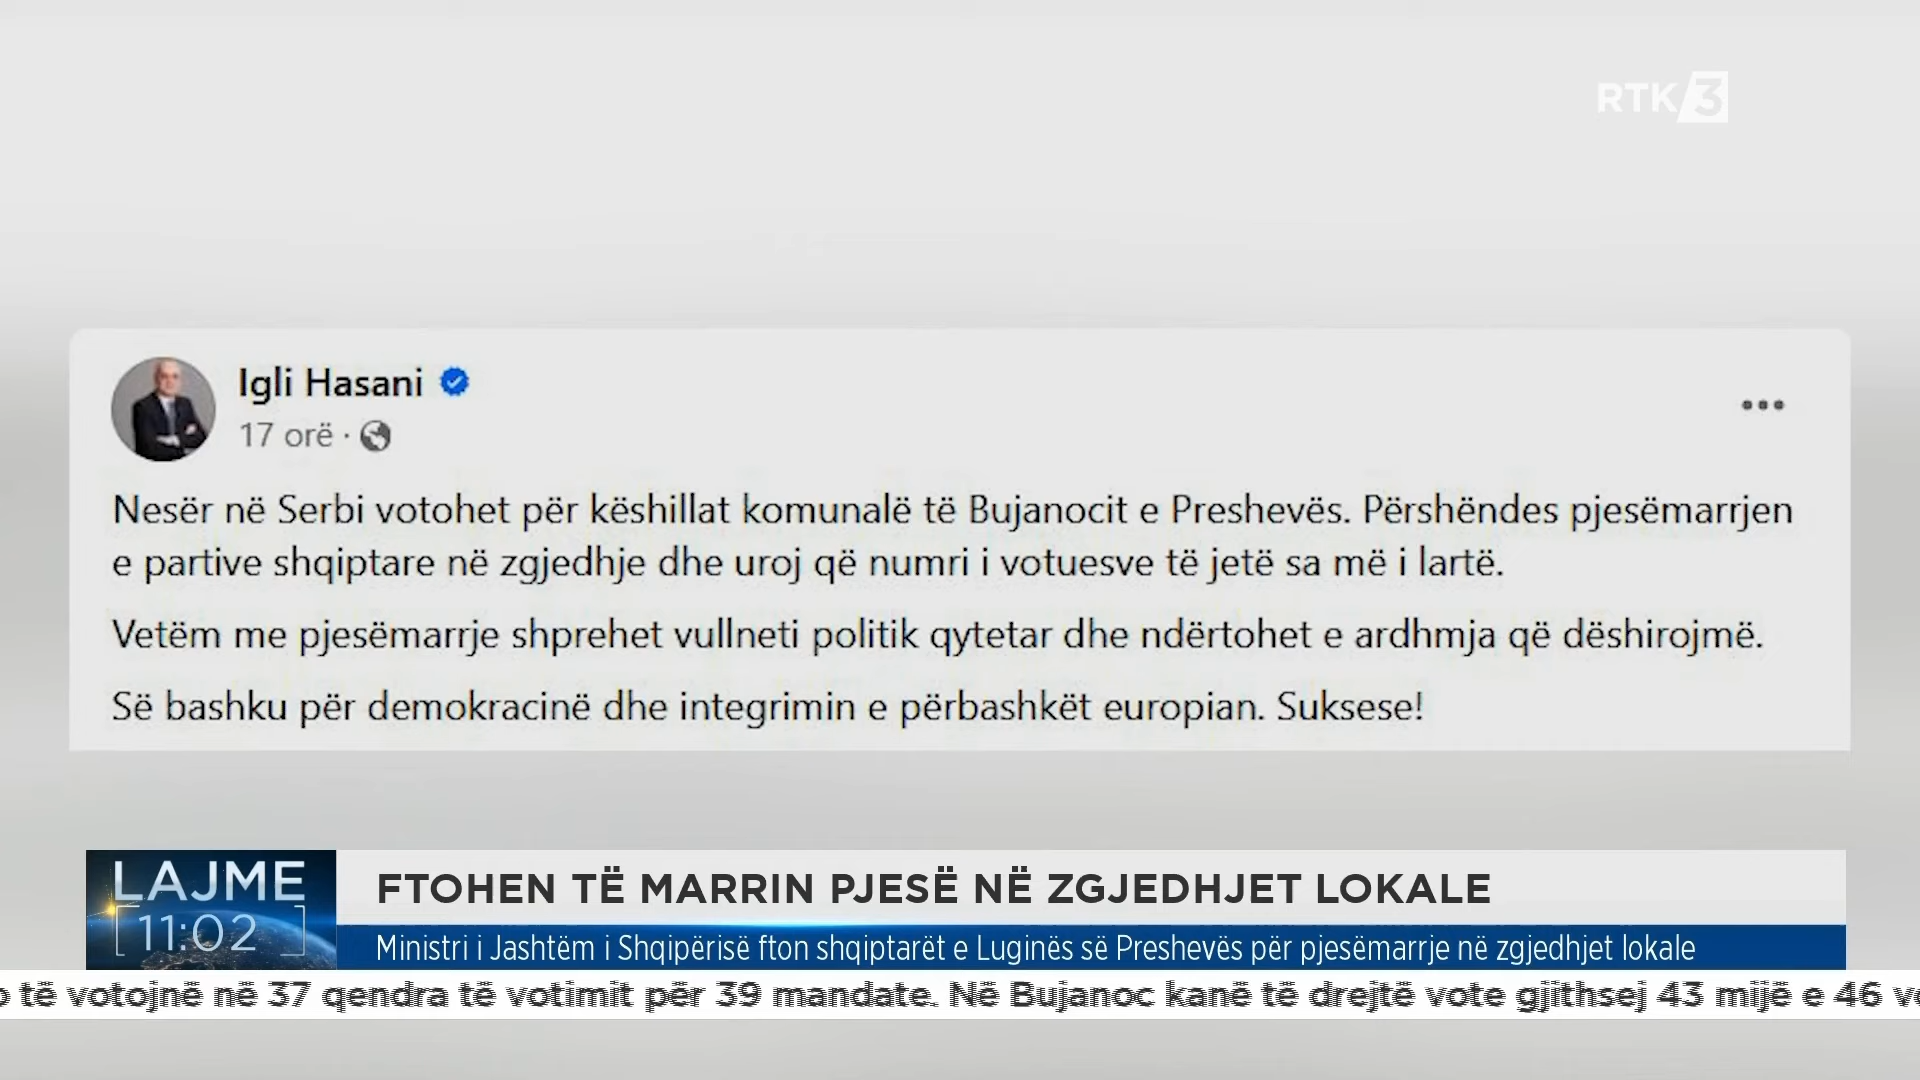 RTK 3
Igli Hasani
17 orë ·
Nesër në Serbi votohet për këshillat komunalë të Bujanocit e Preshevës. Përshëndes pjesëmarrjen
e partive shqiptare në zgjedhje dhe uroj që numri i votuesve të jetë sa më i lartë.
Vetëm me pjesëmarrje shprehet vullneti politik qytetar dhe ndërtohet e ardhmja që dëshirojmë.
Së bashku për demokracinë dhe integrimin e përbashkët europian. Suksese!
LAJME
11:02
FTOHEN TË MARRIN PJESË NË ZGJEDHJET LOKALE
Ministri i Jashtëm i Shqipërisë fton shqiptarët e Luginës së Preshevës për pjesëmarrje në zgjedhjet lokale
të votojnë në 37 qendra të votimit për 39 mandate. Në Bujanoc kanë të drejtë vote gjithsej 43 mijë e 46